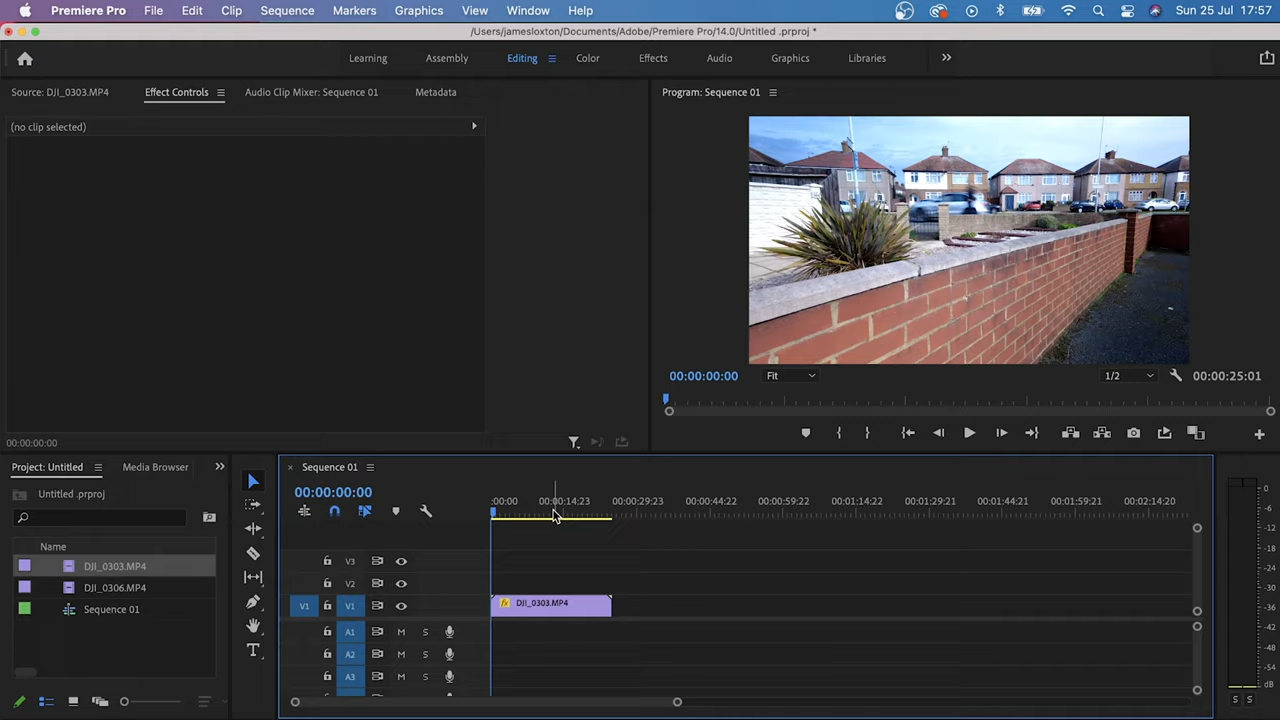 Premiere Pro File Edit Clip Sequence Markers Graphics View Window Help Sun 25 Jul 17:57
/Users/jamesloxton/Documents/Adobe/Premiere Pro/14.0/Untitled .prproj *
Learning Assembly Editing Color Effects Audio Graphics Libraries
Source: DJI_0303.MP4 Effect Controls Audio Clip Mixer: Sequence 01 Metadata
Program: Sequence 01
(no clip selected)
00:00:00:00 Fit 1/2 00:00:25:01
00:00:00:00
Project: Untitled Media Browser
Untitled .prproj
Name
DJI_0303.MP4
DJI_0306.MP4
Sequence 01
T
× Sequence 01
00:00:00:00
:00:00 00:00:14:23 00:00:29:23 00:00:44:22 00:00:59:22 00:01:14:22 00:01:29:21 00:01:44:21 00:01:59:21 00:02:14:20
V3
V2
V1 V1 fx DJI_0303.MP4
A1 M S
A2 M S
A3 M S
0
-6
-12
-18
-24
-30
-36
-42
-48
-54
dB
S S